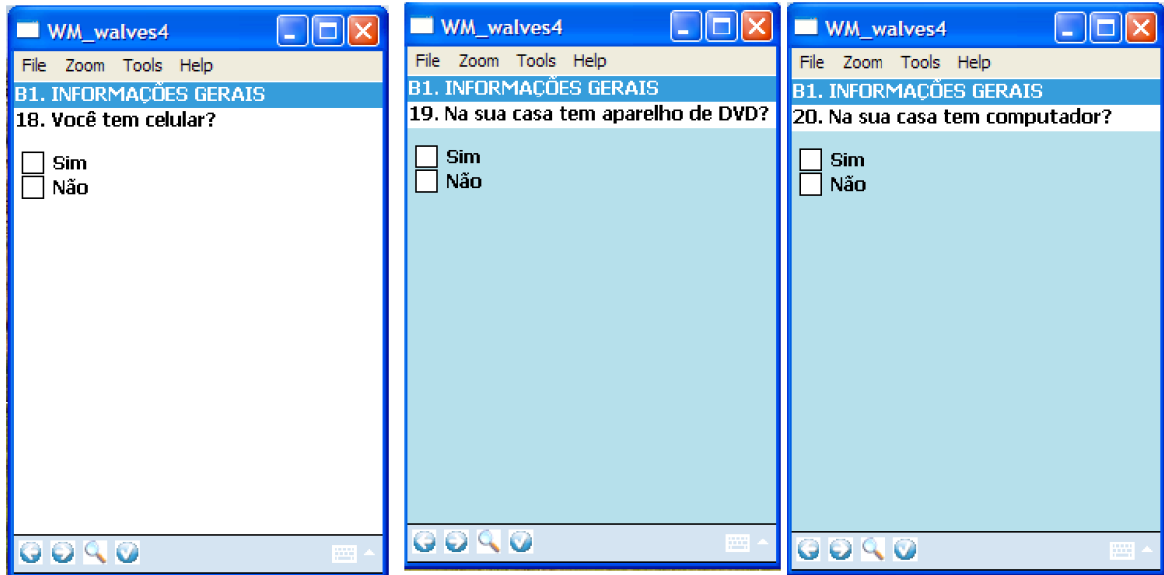 WM_walves4
File Zoom Tools Help
B1. INFORMAÇÕES GERAIS
18. Você tem celular?
Sim
Não
WM_walves4
File Zoom Tools Help
B1. INFORMAÇÕES GERAIS
19. Na sua casa tem aparelho de DVD?
Sim
Não
WM_walves4
File Zoom Tools Help
B1. INFORMAÇÕES GERAIS
20. Na sua casa tem computador?
Sim
Não